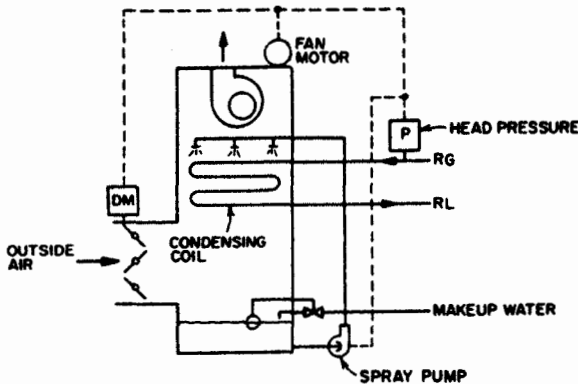 FAN
MOTOR
P
HEAD PRESSURE
RG
DM
RL
CONDENSING
COIL
OUTSIDE
AIR
MAKEUP WATER
SPRAY PUMP